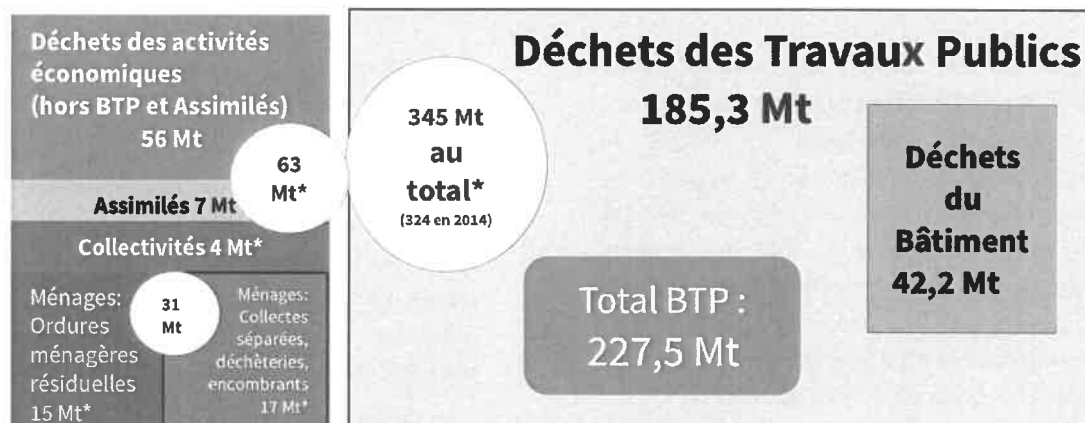 Déchets des activités
économiques
(hors BTP et Assimilés)
56 Mt
63
Mt*
Assimilés 7 Mt
Collectivités 4 Mt*
Ménages:
Ordures
ménagères
résiduelles
15 Mt*
31
Mt
Ménages:
Collectes
séparées,
déchèteries,
encombrants
17 Mt*
345 Mt
au
total*
(324 en 2014)
Déchets des Travaux Publics
185,3 Mt
Déchets
du
Bâtiment
42,2 Mt
Total BTP :
227,5 Mt